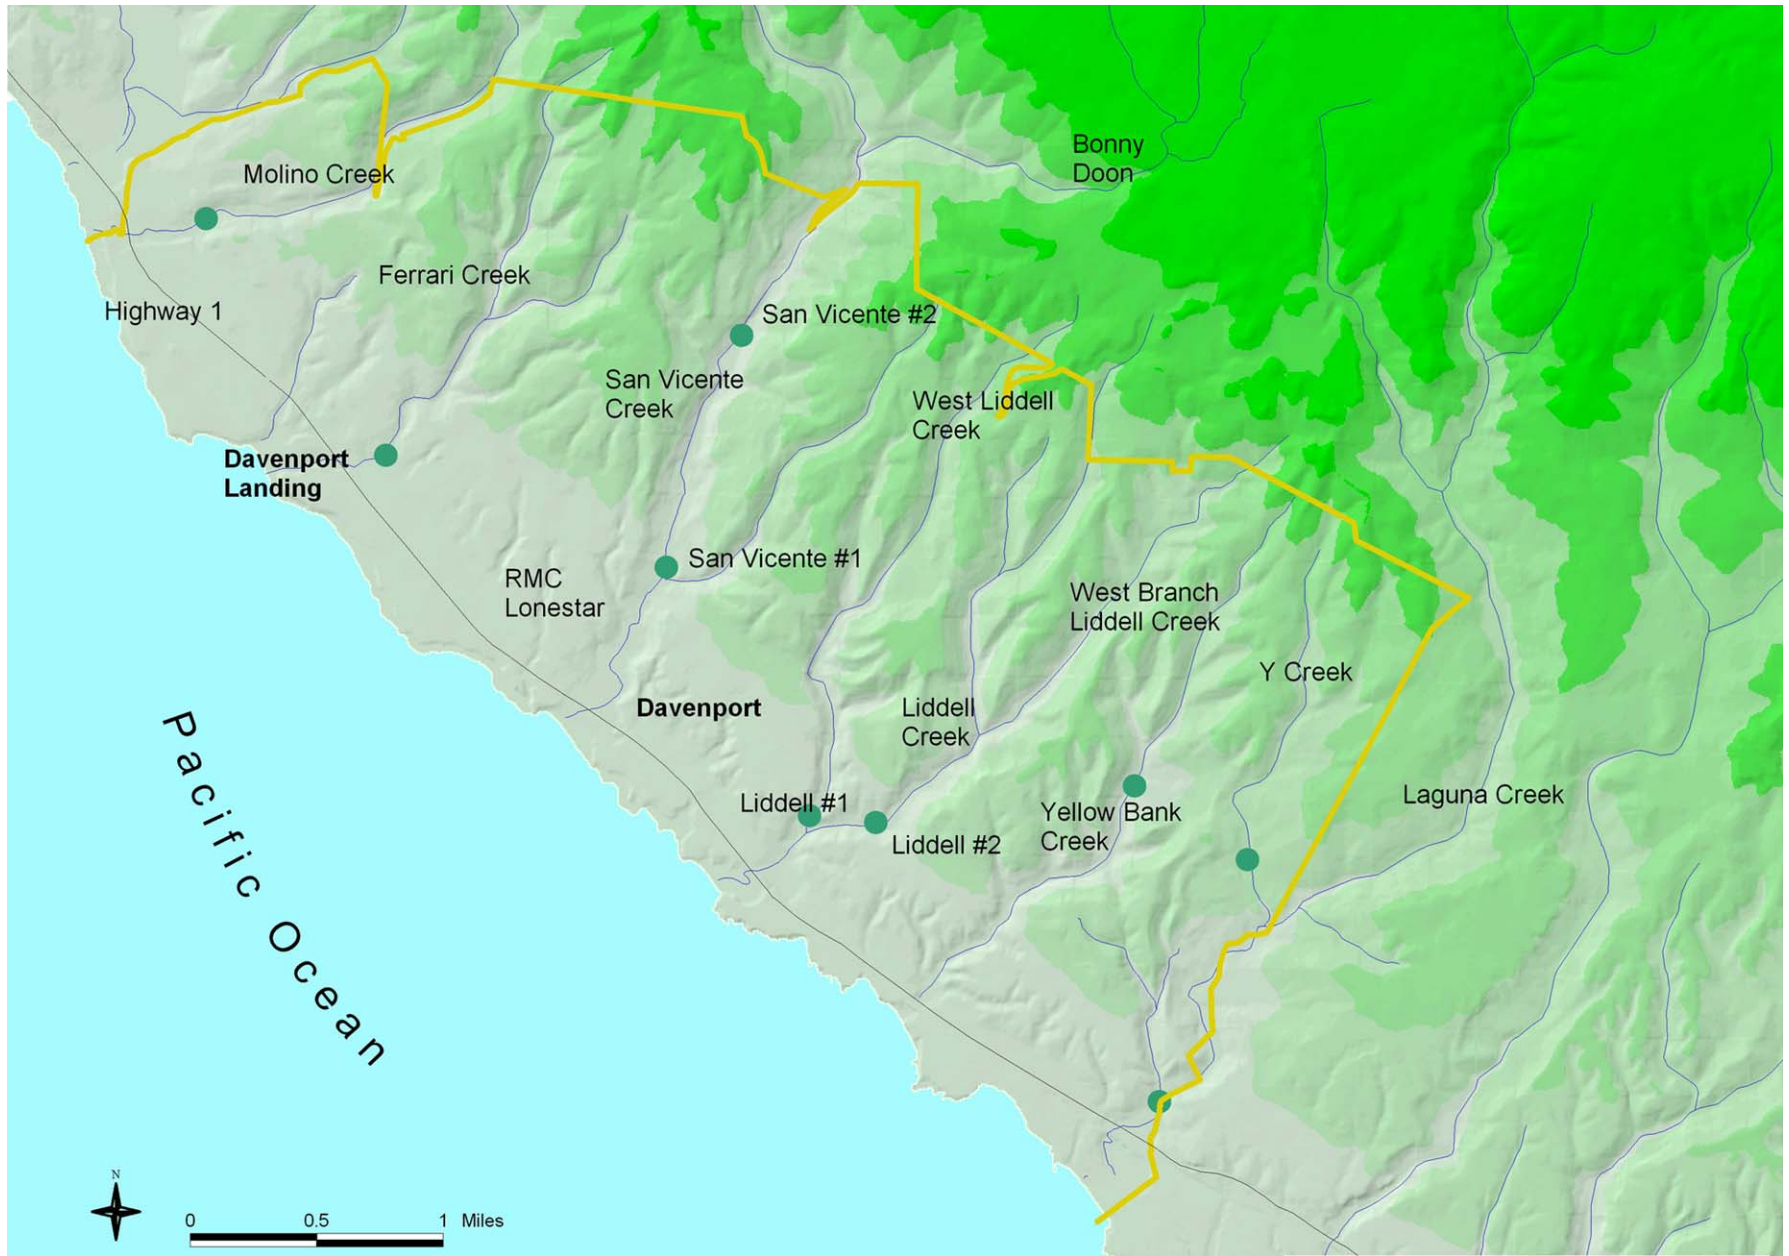 Bonny
Doon
Molino Creek
Ferrari Creek
Highway 1
San Vicente #2
San Vicente
Creek
West Liddell
Creek
Davenport
Landing
San Vicente #1
RMC
Lonestar
West Branch
Liddell Creek
Y Creek
Davenport
Liddell
Creek
Pacific Ocean
Liddell #1
Yellow Bank
Creek
Laguna Creek
Liddell #2
N
0 0.5 1 Miles